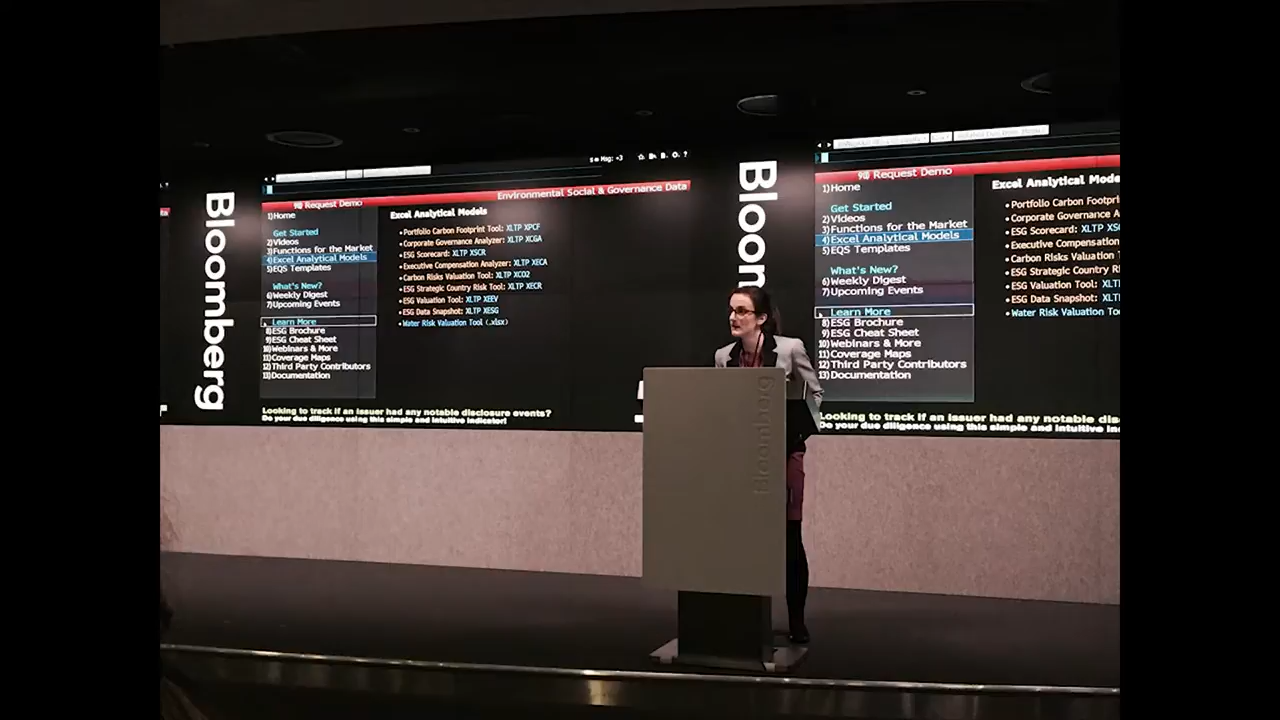 Bloomberg
$ ∞ Msg: +3
9) Request Demo
Environmental Social & Governance Data
1) Home
Get Started
2) Videos
3) Functions for the Market
4) Excel Analytical Models
5) EQS Templates
What's New?
6) Weekly Digest
7) Upcoming Events
Learn More
8) ESG Brochure
9) ESG Cheat Sheet
10) Webinars & More
11) Coverage Maps
12) Third Party Contributors
13) Documentation
Excel Analytical Models
• Portfolio Carbon Footprint Tool: XLTP XPCF
• Corporate Governance Analyzer: XLTP XCGA
• ESG Scorecard: XLTP XSCR
• Executive Compensation Analyzer: XLTP XECA
• Carbon Risks Valuation Tool: XLTP XCO2
• ESG Strategic Country Risk Tool: XLTP XECR
• ESG Valuation Tool: XLTP XEEV
• ESG Data Snapshot: XLTP XESG
• Water Risk Valuation Tool (.xlsx)
Looking to track if an issuer had any notable disclosure events?
Do your due diligence using this simple and intuitive indicator!
Bloom
9) Request Demo
1) Home
Get Started
2) Videos
3) Functions for the Market
4) Excel Analytical Models
5) EQS Templates
What's New?
6) Weekly Digest
7) Upcoming Events
Learn More
8) ESG Brochure
9) ESG Cheat Sheet
10) Webinars & More
11) Coverage Maps
12) Third Party Contributors
13) Documentation
Excel Analytical Mode
• Portfolio Carbon Footpri
• Corporate Governance A
• ESG Scorecard: XLTP XS
• Executive Compensation
• Carbon Risks Valuation T
• ESG Strategic Country Ri
• ESG Valuation Tool: XLT
• ESG Data Snapshot: XLT
• Water Risk Valuation To
Looking to track if an issuer had any notable disc
Do your due diligence using this simple and intuitive in
Bloomberg